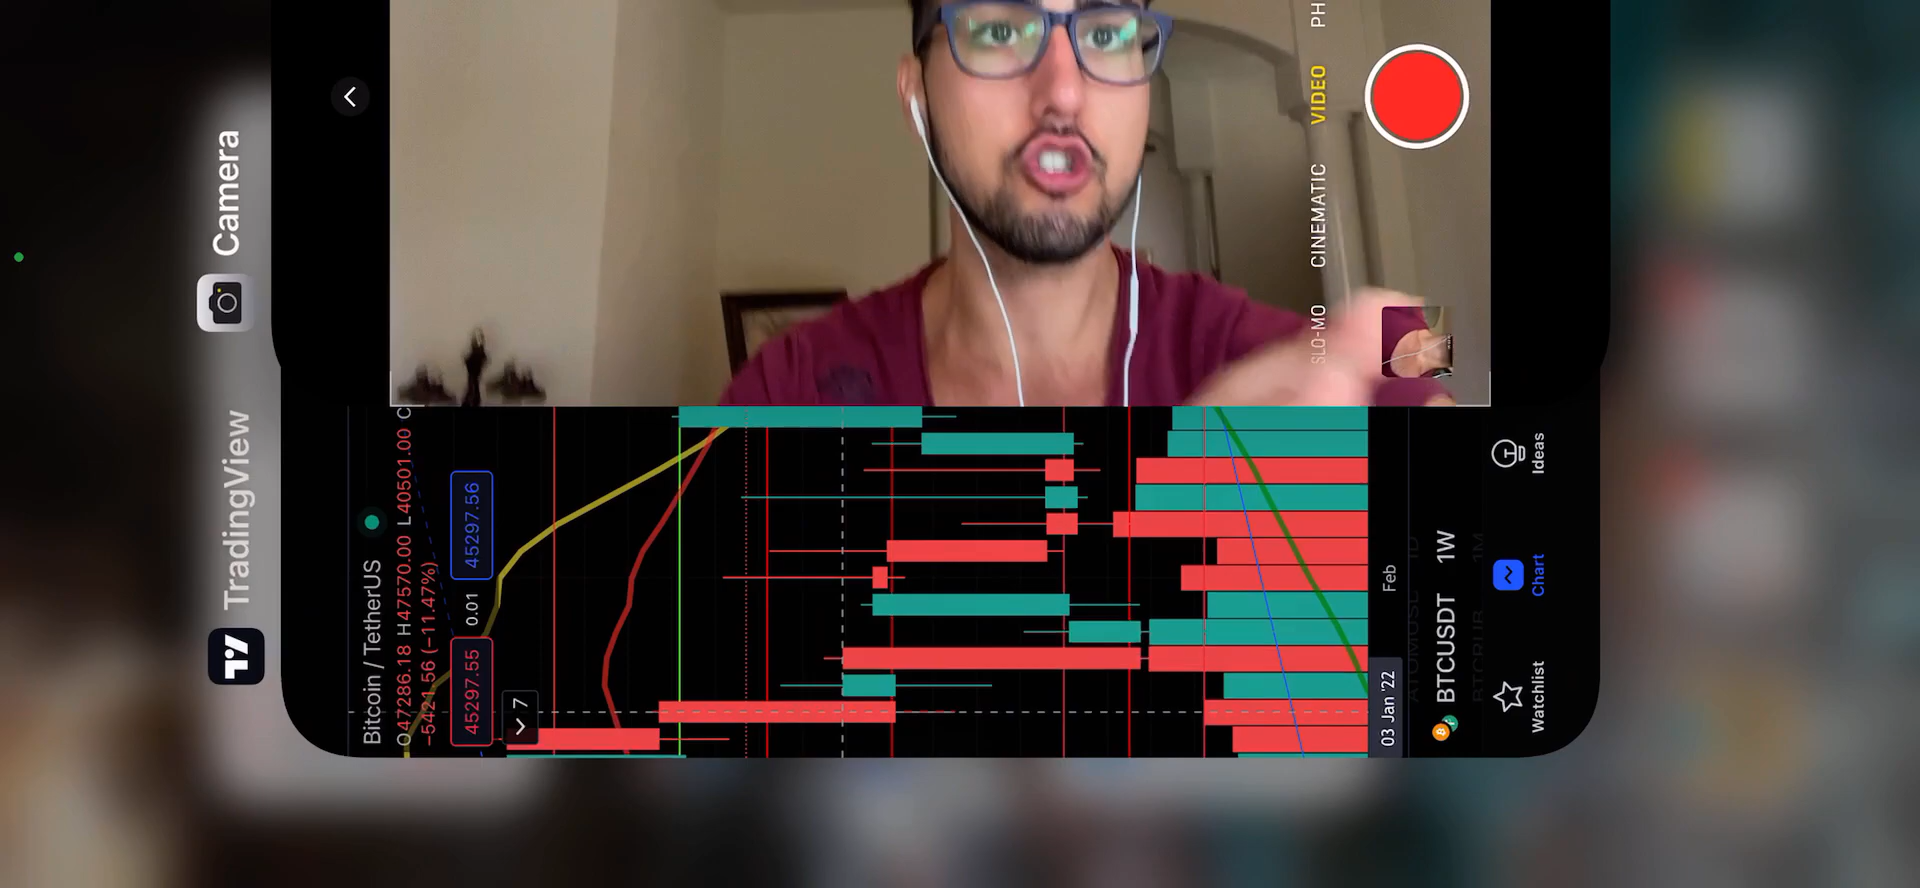 TradingView
Camera
Bitcoin / TetherUS
O47286.18 H47570.00 L40501.00 C
−5421.56 (−11.47%)
45297.55
0.01
45297.56
7
03 Jan '22
Feb
BTCUSDT 1W
Watchlist
Chart
Ideas
SLO-MO
CINEMATIC
VIDEO
PH